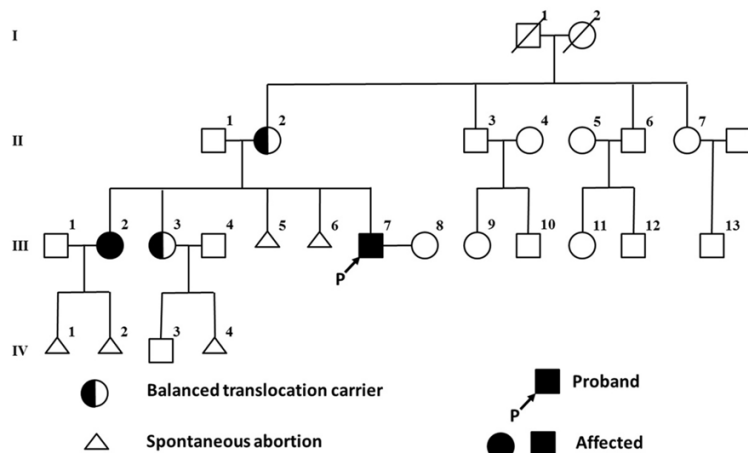 I 1 2
II 1 2 3 4 5 6 7
III 1 2 3 4 5 6 7 8 9 10 11 12 13
P
IV 1 2 3 4
Balanced translocation carrier
P Proband
Spontaneous abortion
Affected